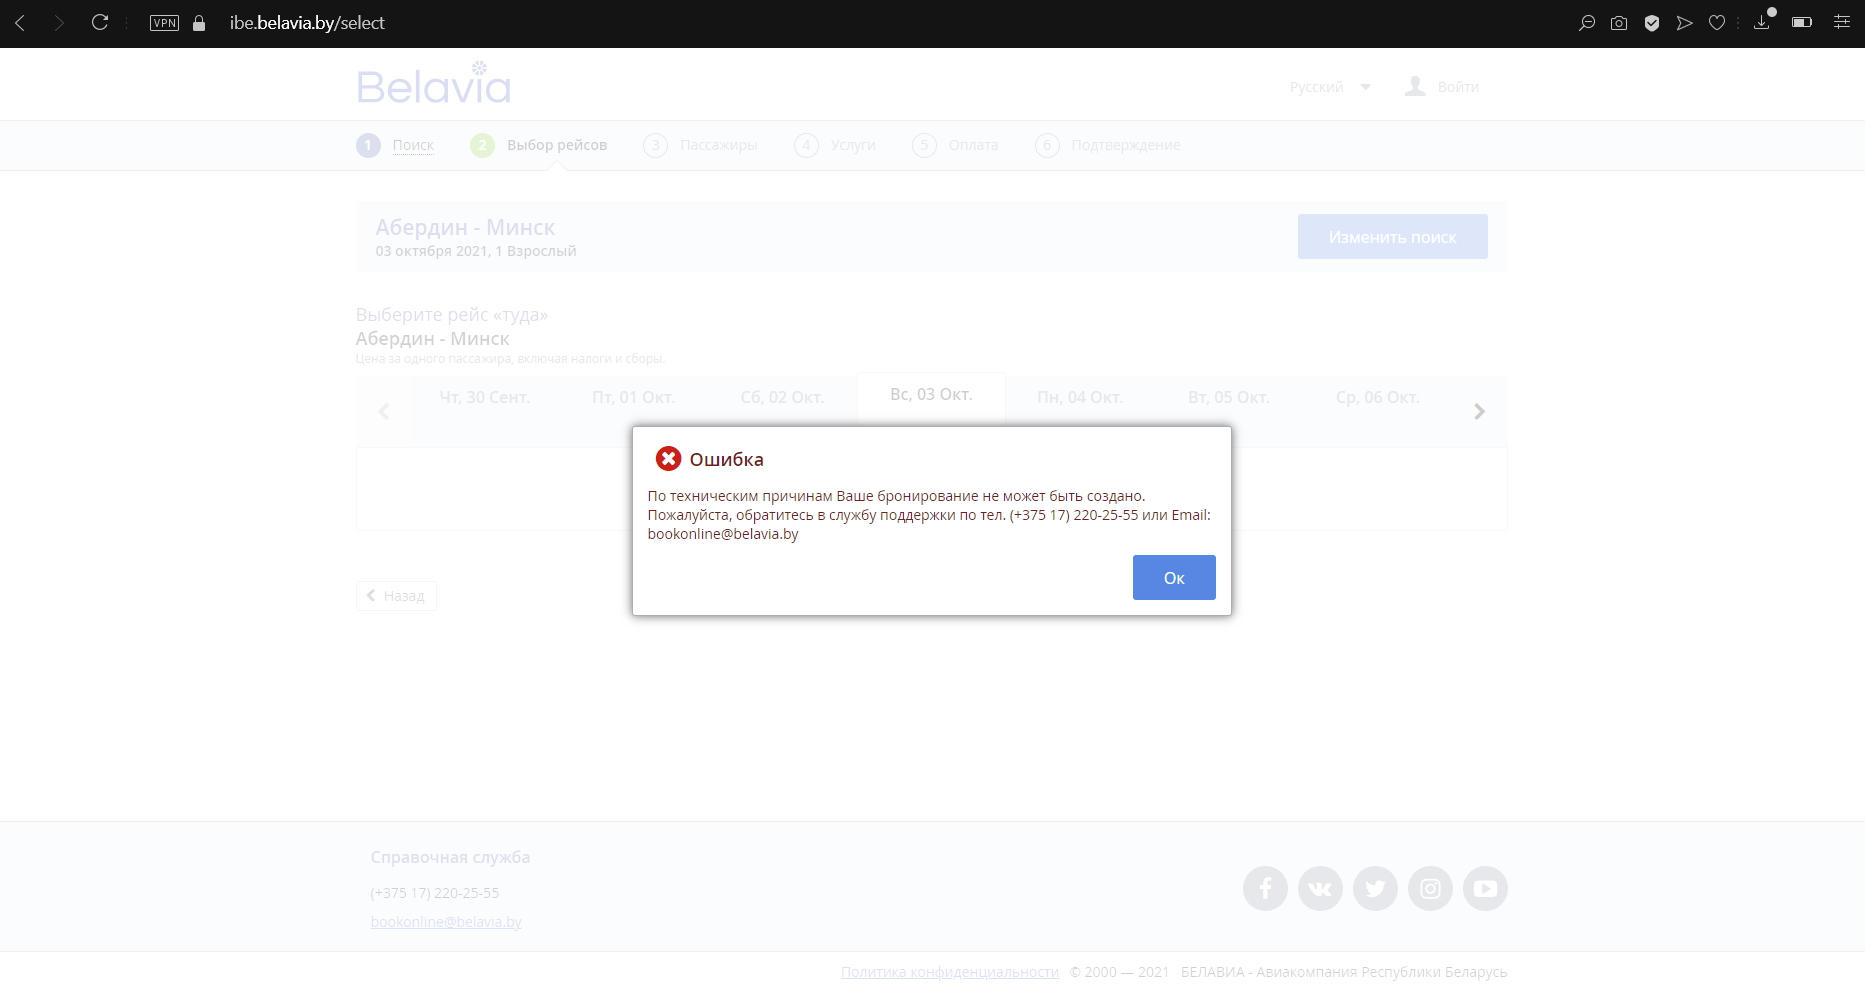 VPN
ibe.belavia.by/select
Belavia
Русский
Войти
1 Поиск
2 Выбор рейсов
3 Пассажиры
4 Услуги
5 Оплата
6 Подтверждение
Абердин - Минск
03 октября 2021, 1 Взрослый
Изменить поиск
Выберите рейс «туда»
Абердин - Минск
Цена за одного пассажира, включая налоги и сборы.
Чт, 30 Сент.
Пт, 01 Окт.
Сб, 02 Окт.
Вс, 03 Окт.
Пн, 04 Окт.
Вт, 05 Окт.
Ср, 06 Окт.
Ошибка
По техническим причинам Ваше бронирование не может быть создано.
Пожалуйста, обратитесь в службу поддержки по тел. (+375 17) 220-25-55 или Email:
bookonline@belavia.by
Ок
Назад
Справочная служба
(+375 17) 220-25-55
bookonline@belavia.by
Политика конфиденциальности © 2000 — 2021 БЕЛАВИА - Авиакомпания Республики Беларусь